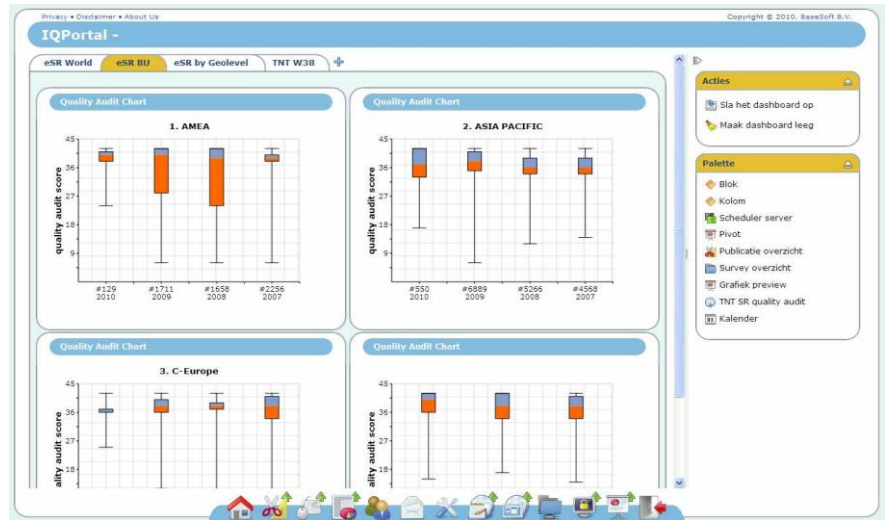 Privacy • Disclaimer • About Us
Copyright © 2010. BaseSoft B.V.
IQPortal -
eSR World
eSR BU
eSR by Geolevel
TNT W38
Quality Audit Chart
1. AMEA
quality audit score
45
36
27
18
9
#129
2010
#1711
2009
#1658
2008
#2256
2007
Quality Audit Chart
2. ASIA PACIFIC
quality audit score
45
36
27
18
9
#550
2010
#6889
2009
#5266
2008
#4568
2007
Quality Audit Chart
3. C-Europe
ality audit score
45
36
27
18
Quality Audit Chart
ality audit score
45
36
27
18
Acties
Sla het dashboard op
Maak dashboard leeg
Palette
Blok
Kolom
Scheduler server
Pivot
Publicatie overzicht
Survey overzicht
Grafiek preview
TNT SR quality audit
Kalender